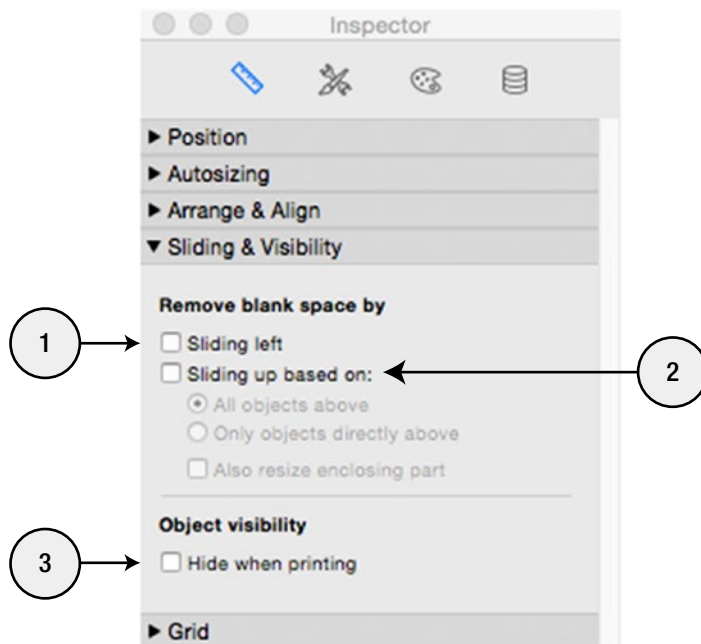 Inspector
Position
Autosizing
Arrange & Align
Sliding & Visibility
Remove blank space by
1
Sliding left
Sliding up based on:
2
All objects above
Only objects directly above
Also resize enclosing part
Object visibility
3
Hide when printing
Grid